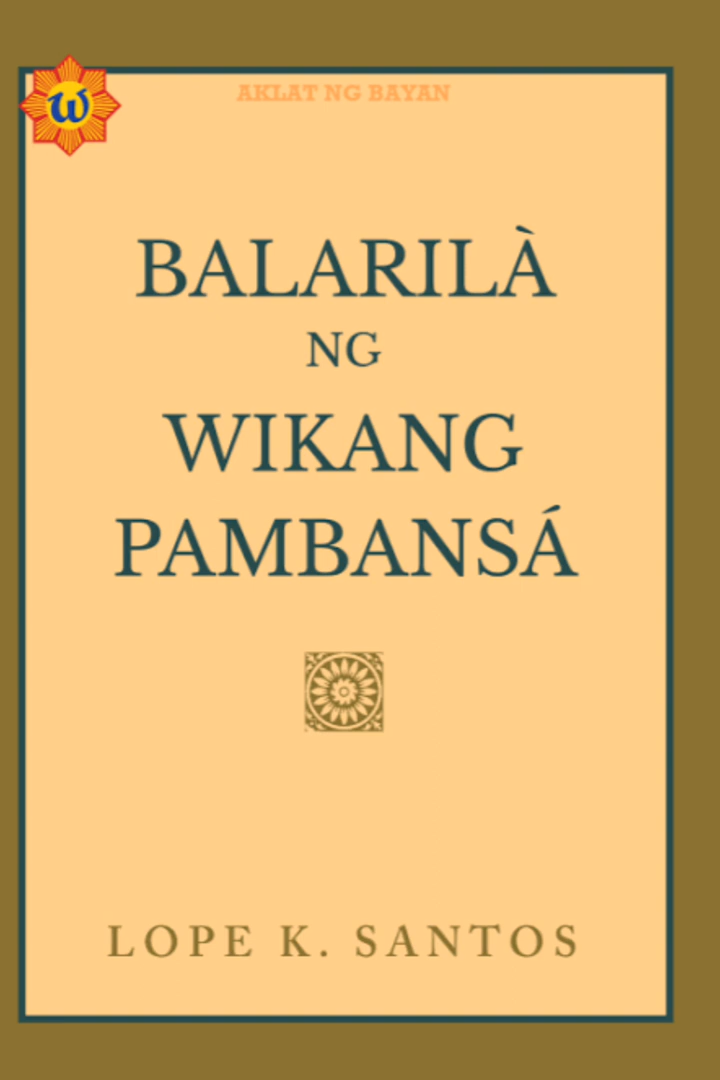 AKLAT NG BAYAN
w
BALARILÀ
NG
WIKANG
PAMBANSÁ
LOPE K. SANTOS